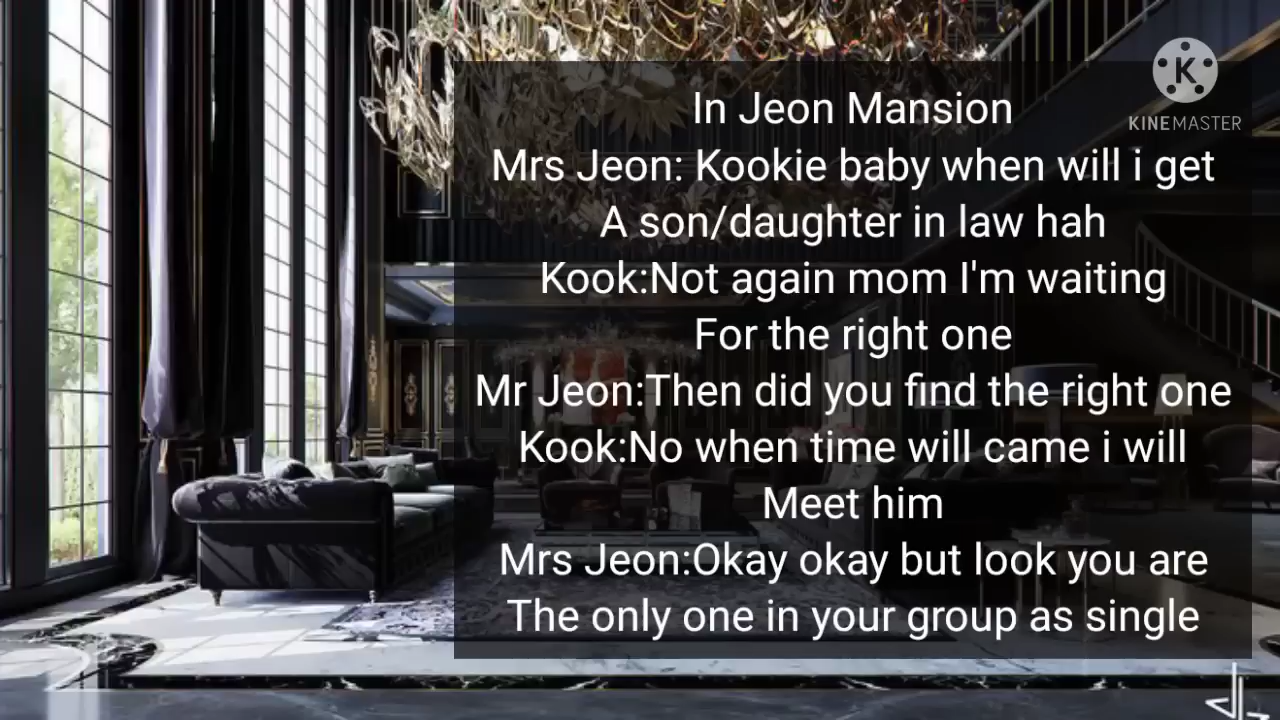 In Jeon Mansion
Mrs Jeon: Kookie baby when will i get
A son/daughter in law hah
Kook:Not again mom I'm waiting
For the right one
Mr Jeon:Then did you find the right one
Kook:No when time will came i will
Meet him
Mrs Jeon:Okay okay but look you are
The only one in your group as single
K
KINEMASTER